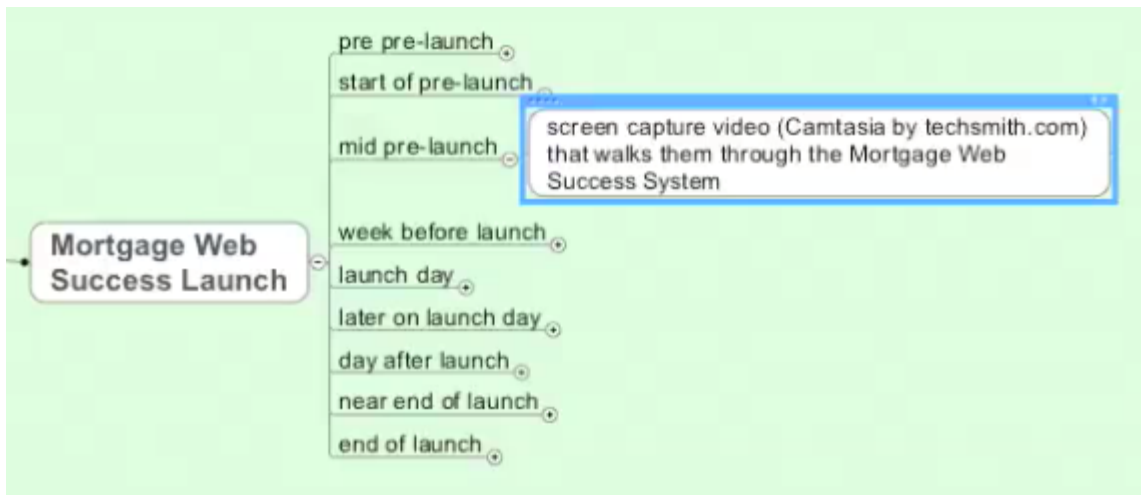 pre pre-launch
start of pre-launch
mid pre-launch
screen capture video (Camtasia by techsmith.com)
that walks them through the Mortgage Web
Success System
Mortgage Web
Success Launch
week before launch
launch day
later on launch day
day after launch
near end of launch
end of launch